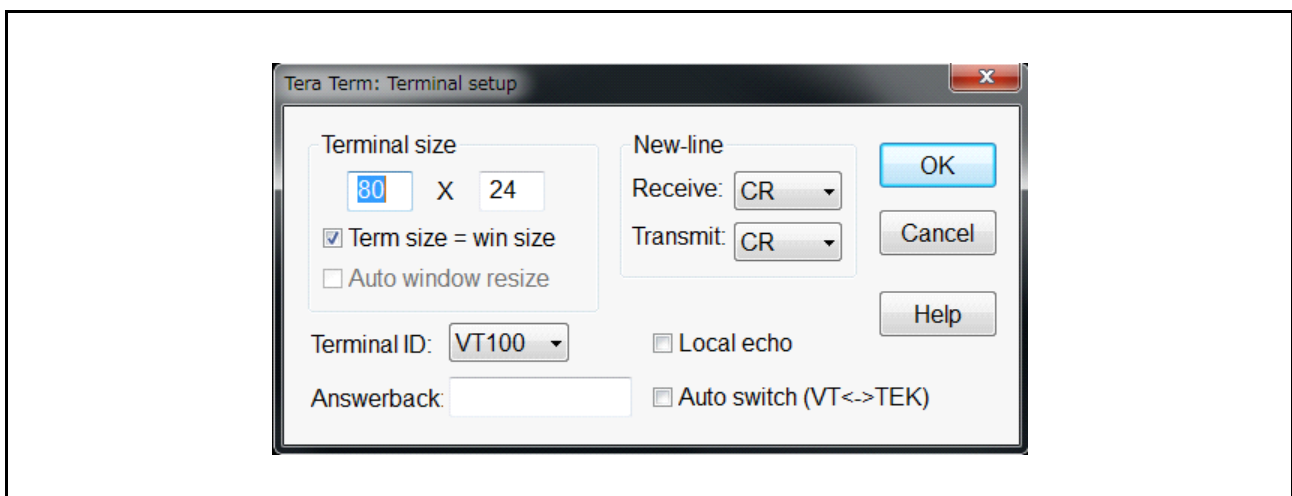 Tera Term: Terminal setup
Terminal size
80 X 24
Term size = win size
Auto window resize
New-line
Receive: CR
Transmit: CR
OK
Cancel
Help
Terminal ID: VT100
Local echo
Answerback:
Auto switch (VT<->TEK)